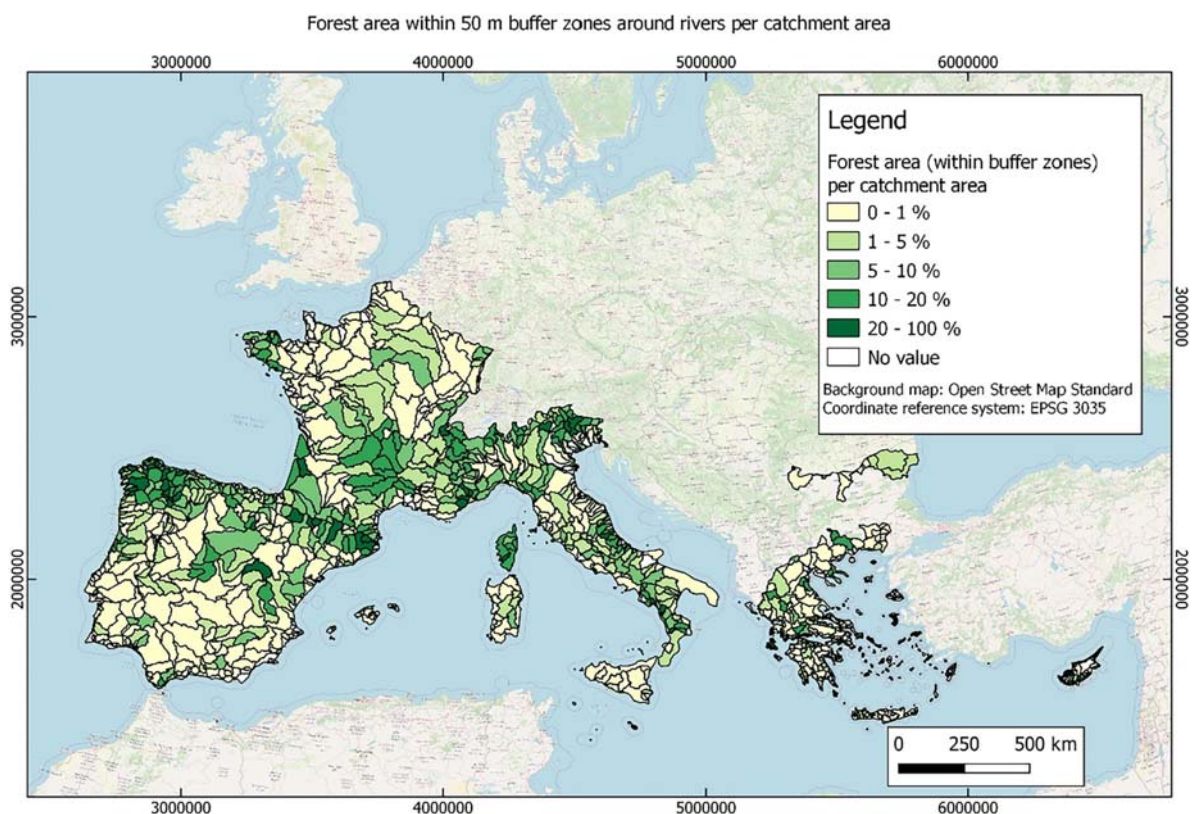 Forest area within 50 m buffer zones around rivers per catchment area
3000000 4000000 5000000 6000000
Legend
Forest area (within buffer zones)
per catchment area
0 - 1 %
1 - 5 %
5 - 10 %
10 - 20 %
20 - 100 %
No value
Background map: Open Street Map Standard
Coordinate reference system: EPSG 3035
3000000 3000000
2000000 2000000
0 250 500 km
3000000 4000000 5000000 6000000